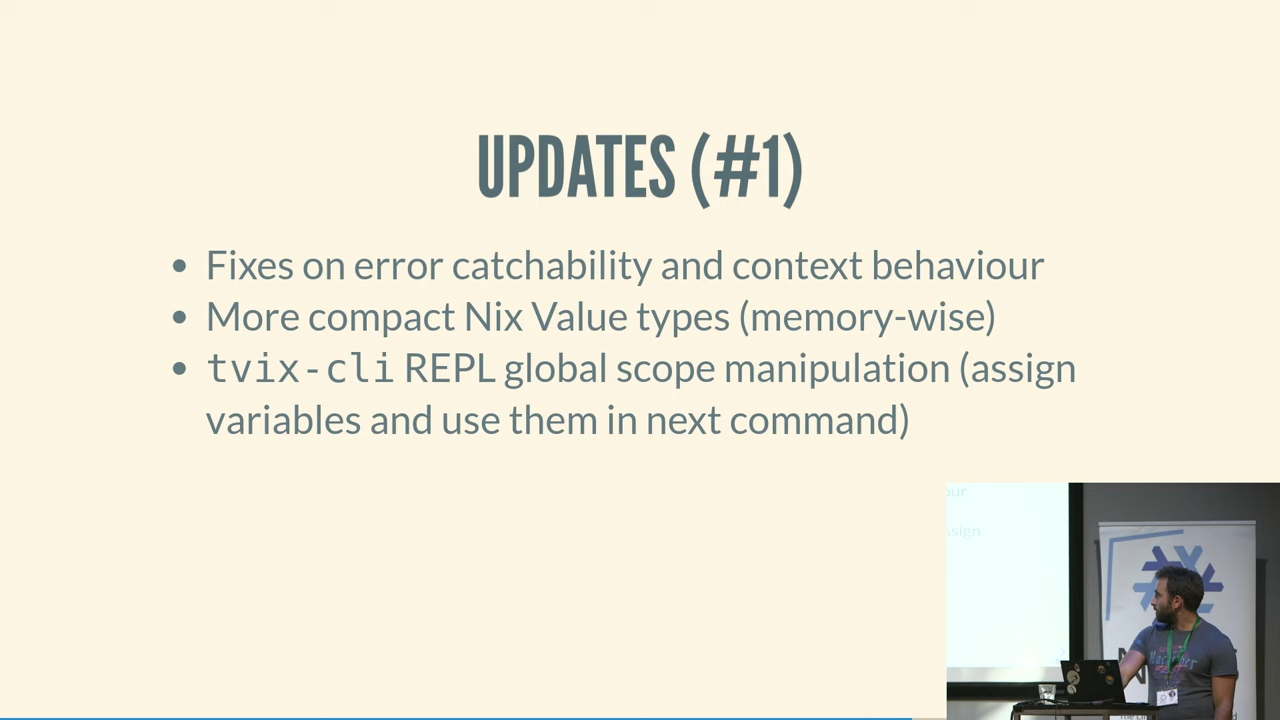 UPDATES (#1)
• Fixes on error catchability and context behaviour
• More compact Nix Value types (memory-wise)
• tvix-cli REPL global scope manipulation (assign
variables and use them in next command)